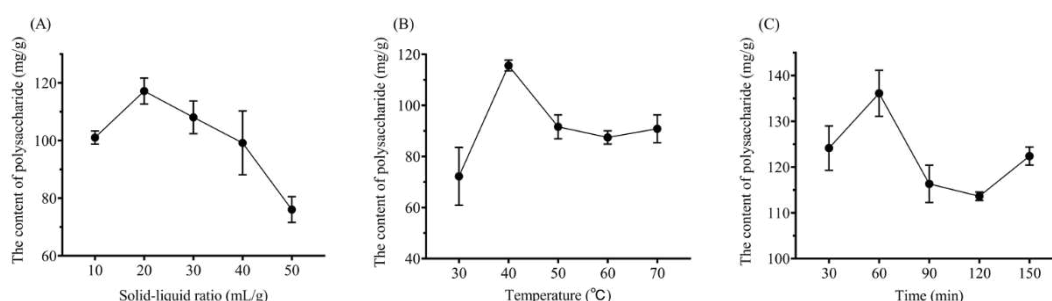 (A)
The content of polysaccharide (mg/g)
120
100
80
60
10 20 30 40 50
Solid-liquid ratio (mL/g)
(B)
The content of polysaccharide (mg/g)
120
100
80
60
40
30 40 50 60 70
Temperature (℃)
(C)
The content of polysaccharide (mg/g)
140
130
120
110
100
30 60 90 120 150
Time (min)